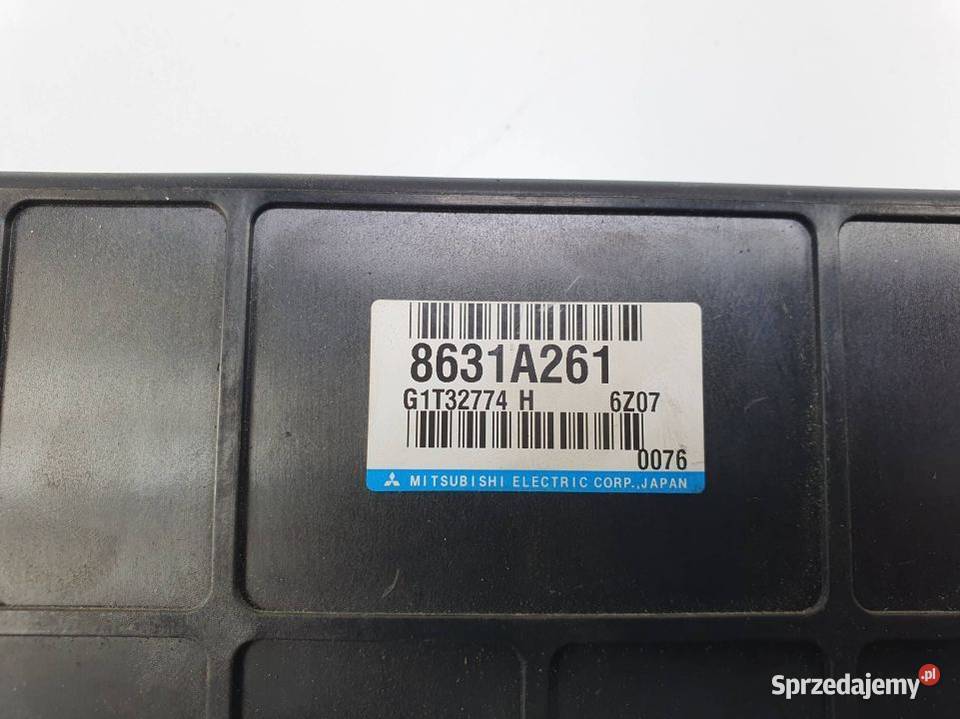 8631A261
G1T32774 H 6Z07
0076
MITSUBISHI ELECTRIC CORP.,JAPAN
Sprzedajemy.pl